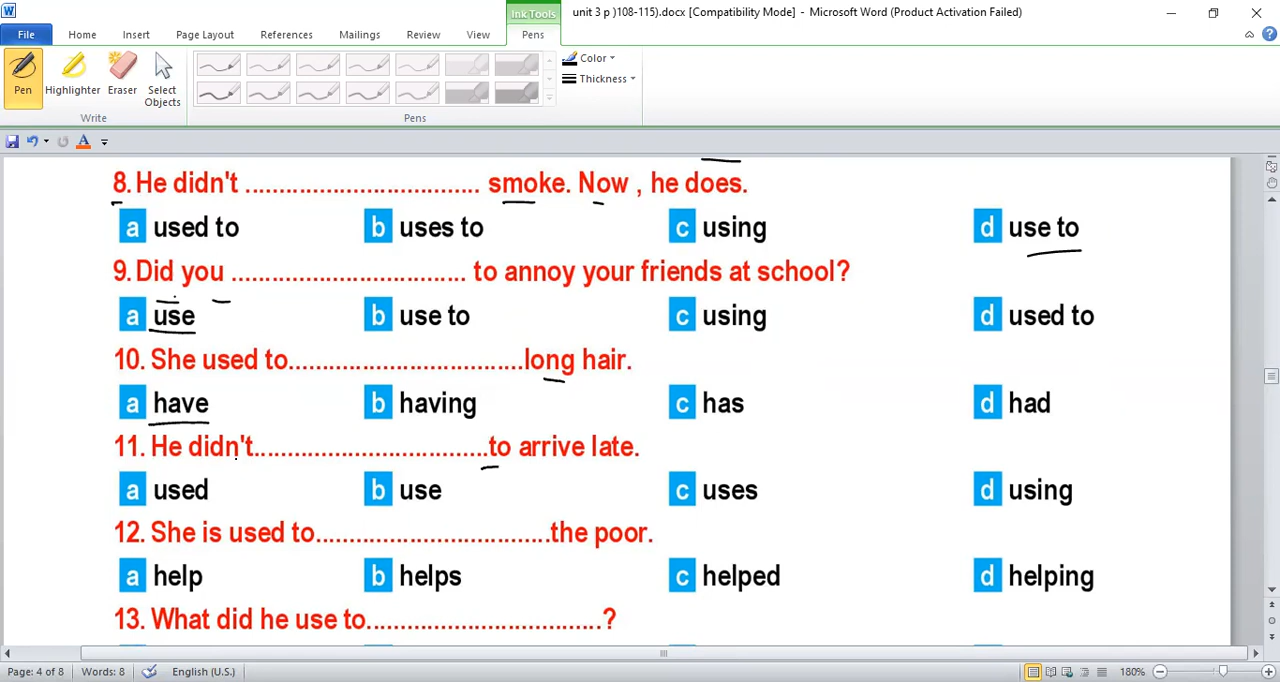 Ink Tools
unit 3 p )108-115).docx [Compatibility Mode] - Microsoft Word (Product Activation Failed)
File Home Insert Page Layout References Mailings Review View Pens
Pen Highlighter Eraser Select Objects
Color
Thickness
Write Pens
8. He didn't .................................. smoke. Now , he does.
a used to b uses to c using d use to
9. Did you .................................. to annoy your friends at school?
a use b use to c using d used to
10. She used to..................................long hair.
a have b having c has d had
11. He didn't..................................to arrive late.
a used b use c uses d using
12. She is used to..................................the poor.
a help b helps c helped d helping
13. What did he use to..................................?
Page: 4 of 8 Words: 8 English (U.S.) 180%